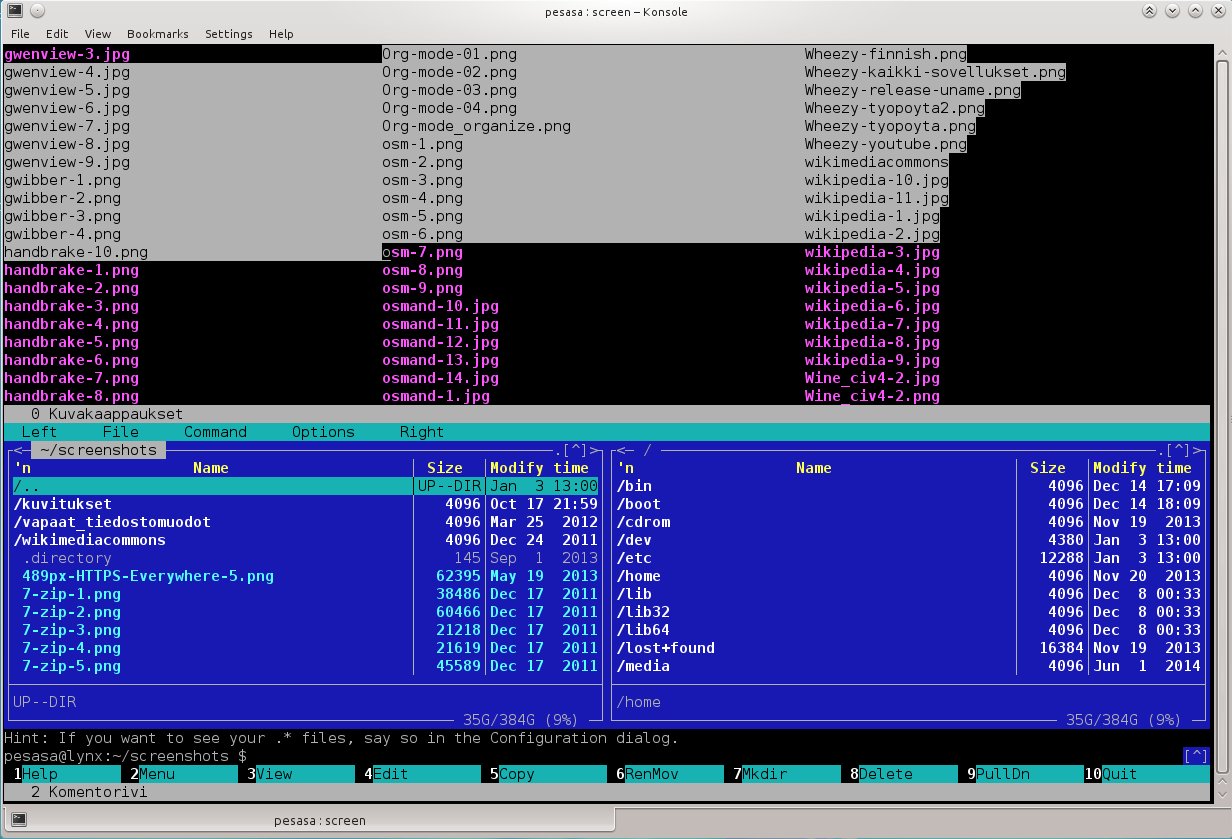 pesasa : screen – Konsole
File Edit View Bookmarks Settings Help
gwenview-3.jpg Org-mode-01.png Wheezy-finnish.png
gwenview-4.jpg Org-mode-02.png Wheezy-kaikki-sovellukset.png
gwenview-5.jpg Org-mode-03.png Wheezy-release-uname.png
gwenview-6.jpg Org-mode-04.png Wheezy-tyopoyta2.png
gwenview-7.jpg Org-mode_organize.png Wheezy-tyopoyta.png
gwenview-8.jpg osm-1.png Wheezy-youtube.png
gwenview-9.jpg osm-2.png wikimediacommons
gwibber-1.png osm-3.png wikipedia-10.jpg
gwibber-2.png osm-4.png wikipedia-11.jpg
gwibber-3.png osm-5.png wikipedia-1.jpg
gwibber-4.png osm-6.png wikipedia-2.jpg
handbrake-10.png osm-7.png wikipedia-3.jpg
handbrake-1.png osm-8.png wikipedia-4.jpg
handbrake-2.png osm-9.png wikipedia-5.jpg
handbrake-3.png osmand-10.jpg wikipedia-6.jpg
handbrake-4.png osmand-11.jpg wikipedia-7.jpg
handbrake-5.png osmand-12.jpg wikipedia-8.jpg
handbrake-6.png osmand-13.jpg wikipedia-9.jpg
handbrake-7.png osmand-14.jpg Wine_civ4-2.jpg
handbrake-8.png osmand-1.jpg Wine_civ4-2.png
0 Kuvakaappaukset
Left File Command Options Right
<- ~/screenshots .[^]> <- / .[^]>
'n Name Size Modify time 'n Name Size Modify time
/.. UP--DIR Jan 3 13:00 /bin 4096 Dec 14 17:09
/kuvitukset 4096 Oct 17 21:59 /boot 4096 Dec 14 18:09
/vapaat_tiedostomuodot 4096 Mar 25 2012 /cdrom 4096 Nov 19 2013
/wikimediacommons 4096 Dec 24 2011 /dev 4380 Jan 3 13:00
.directory 145 Sep 1 2013 /etc 12288 Jan 3 13:00
489px-HTTPS-Everywhere-5.png 62395 May 19 2013 /home 4096 Nov 20 2013
7-zip-1.png 38486 Dec 17 2011 /lib 4096 Dec 8 00:33
7-zip-2.png 60466 Dec 17 2011 /lib32 4096 Dec 8 00:33
7-zip-3.png 21218 Dec 17 2011 /lib64 4096 Dec 8 00:33
7-zip-4.png 21619 Dec 17 2011 /lost+found 16384 Nov 19 2013
7-zip-5.png 45589 Dec 17 2011 /media 4096 Jun 1 2014
UP--DIR /home
35G/384G (9%) 35G/384G (9%)
Hint: If you want to see your .* files, say so in the Configuration dialog.
pesasa@lynx:~/screenshots $ [^]
1Help 2Menu 3View 4Edit 5Copy 6RenMov 7Mkdir 8Delete 9PullDn 10Quit
2 Komentorivi
pesasa : screen